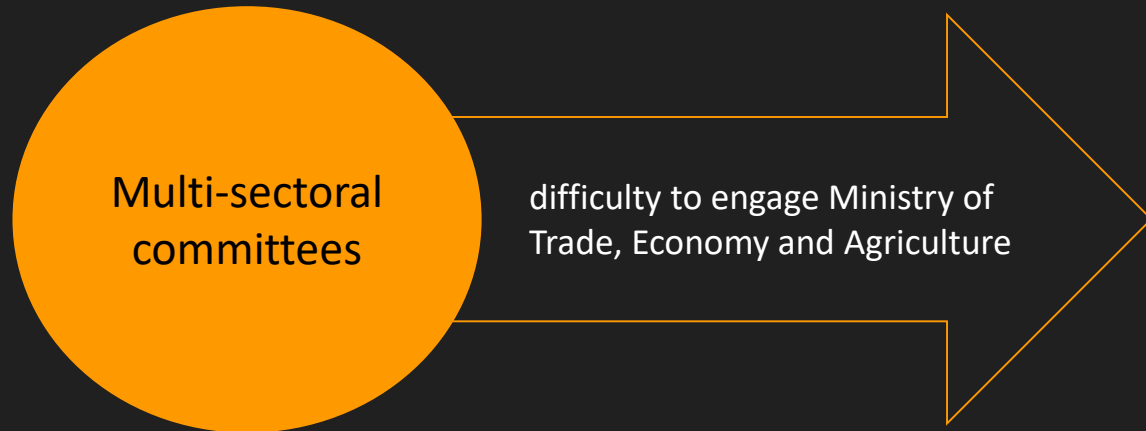 Multi-sectoral
committees
difficulty to engage Ministry of
Trade, Economy and Agriculture